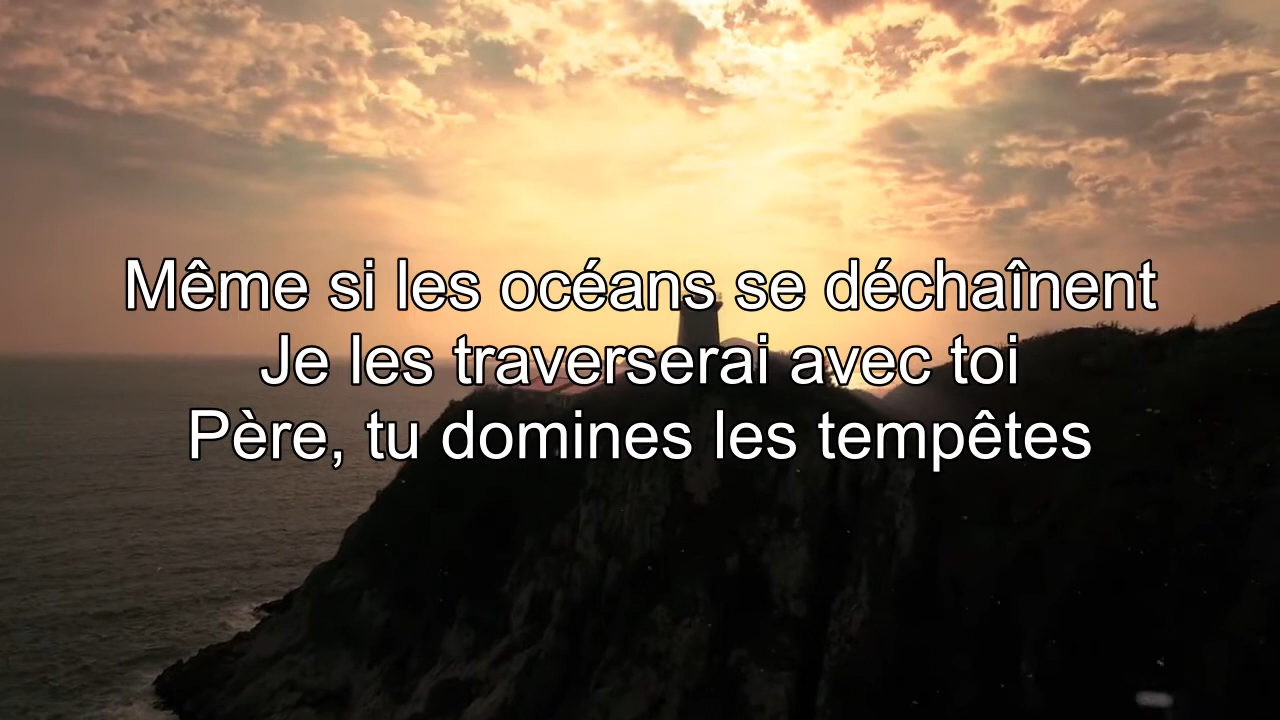 Même si les océans se déchaînent
Je les traverserai avec toi
Père, tu domines les tempêtes